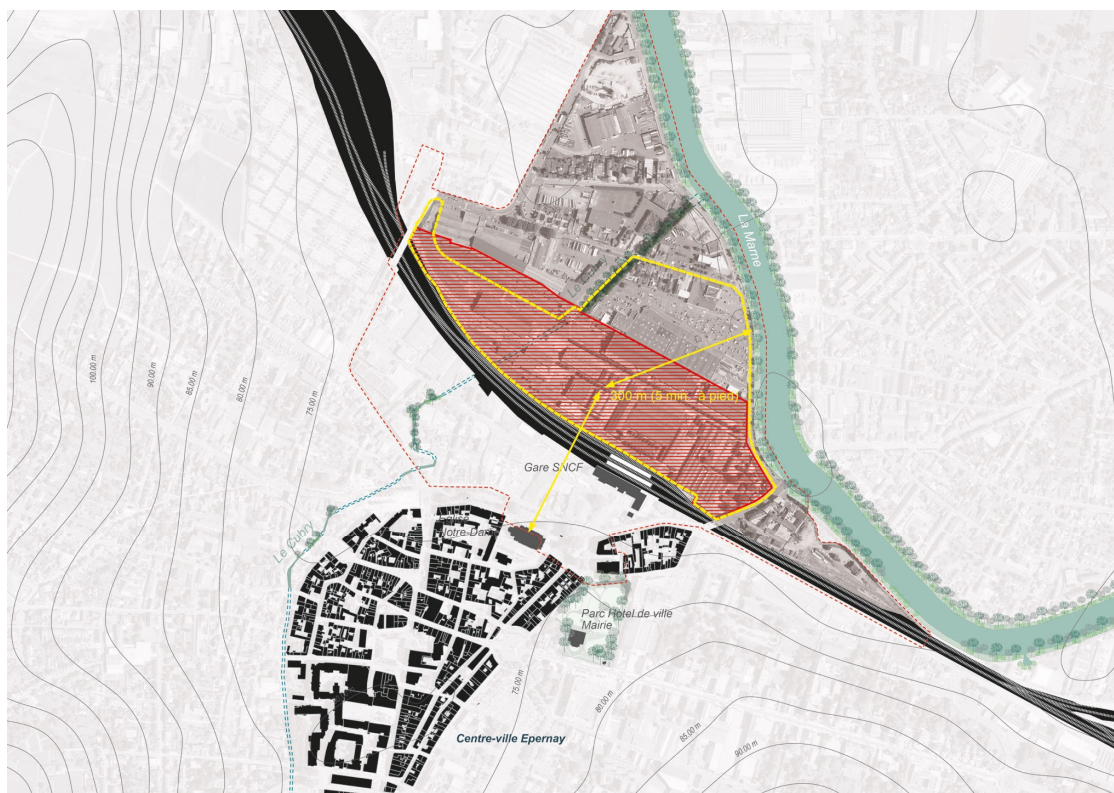 La Marne
100.00 m
90.00 m
85.00 m
80.00 m
75.00 m
300 m (5 min. à pied)
Gare SNCF
Eglise
Notre-Dame
Le Cubry
Parc Hotel de ville
Mairie
75.00 m
80.00 m
85.00 m
90.00 m
Centre-ville Epernay